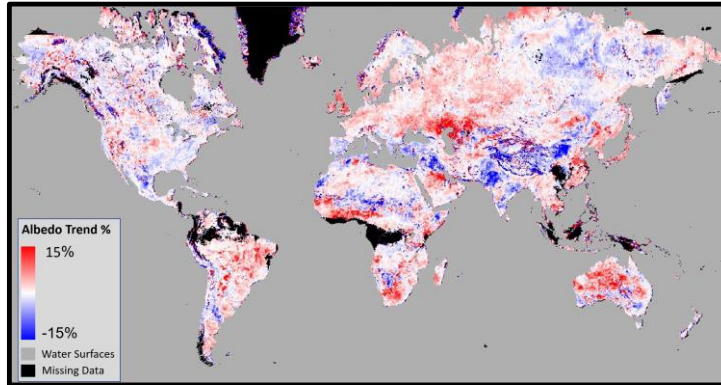 Albedo Trend %
15%
-15%
Water Surfaces
Missing Data